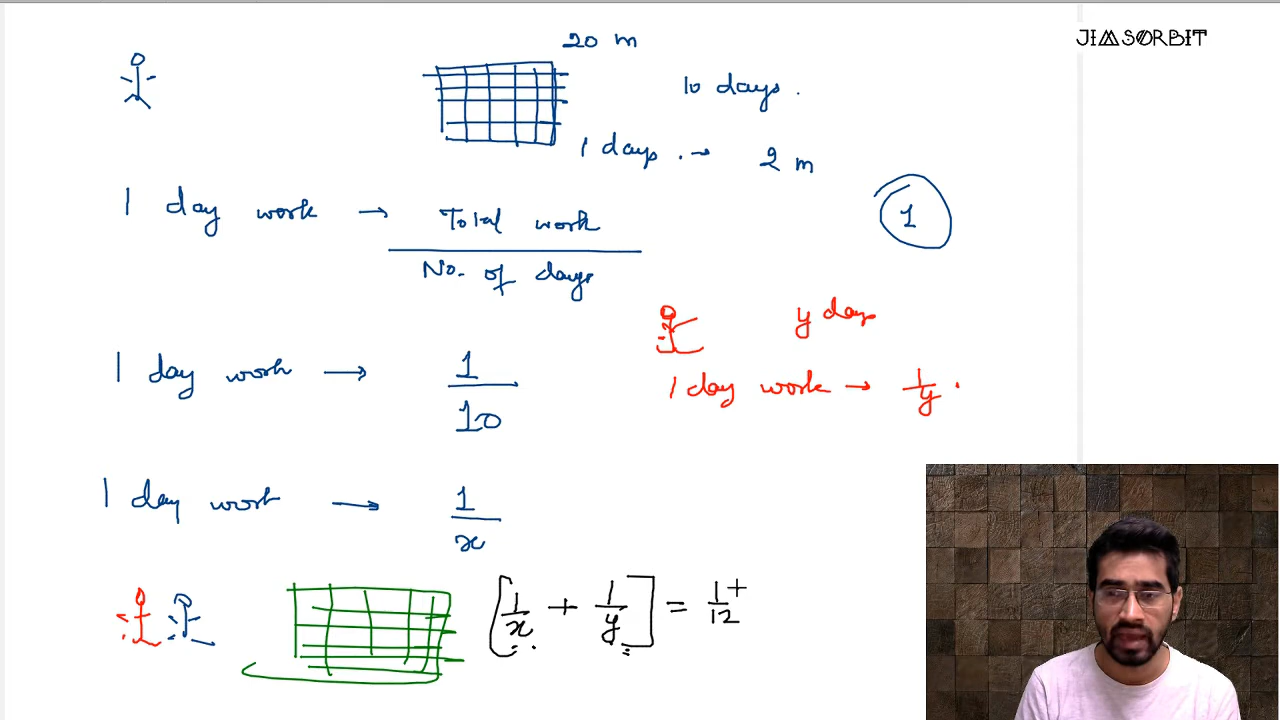 JIMSORBIT
20 m
10 days.
1 days. → 2 m
1 day work → Total work
No. of days
1
y days
1 day work → 1/10
1 day work → 1/y.
1 day work → 1/x
[1/x + 1/y] = 1/12 +